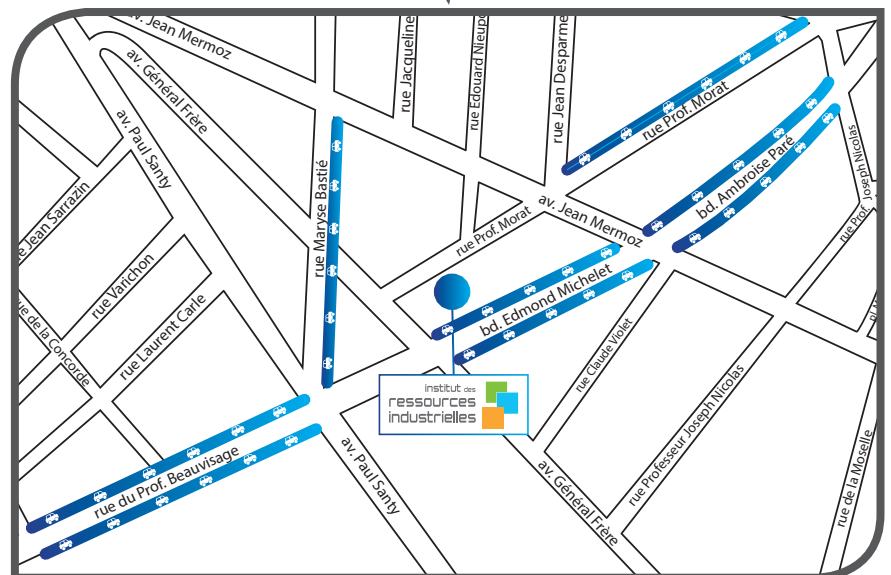 av. Jean Mermoz
av. Général Frère
av. Paul Santy
rue Jacqueline
rue Edouard Nieupo
rue Jean Desparme
rue Prof. Morat
bd. Ambroise Paré
rue Prof. Joseph Nicolas
rue Maryse Bastié
rue Prof. Morat
av. Jean Mermoz
rue Jean Sarrazin
rue Varichon
rue Laurent Carle
rue de la Concorde
bd. Edmond Michelet
rue Claude Violet
institut des
ressources
industrielles
rue du Prof. Beauvisage
av. Paul Santy
av. Général Frère
rue Professeur Joseph Nicolas
rue de la Moselle